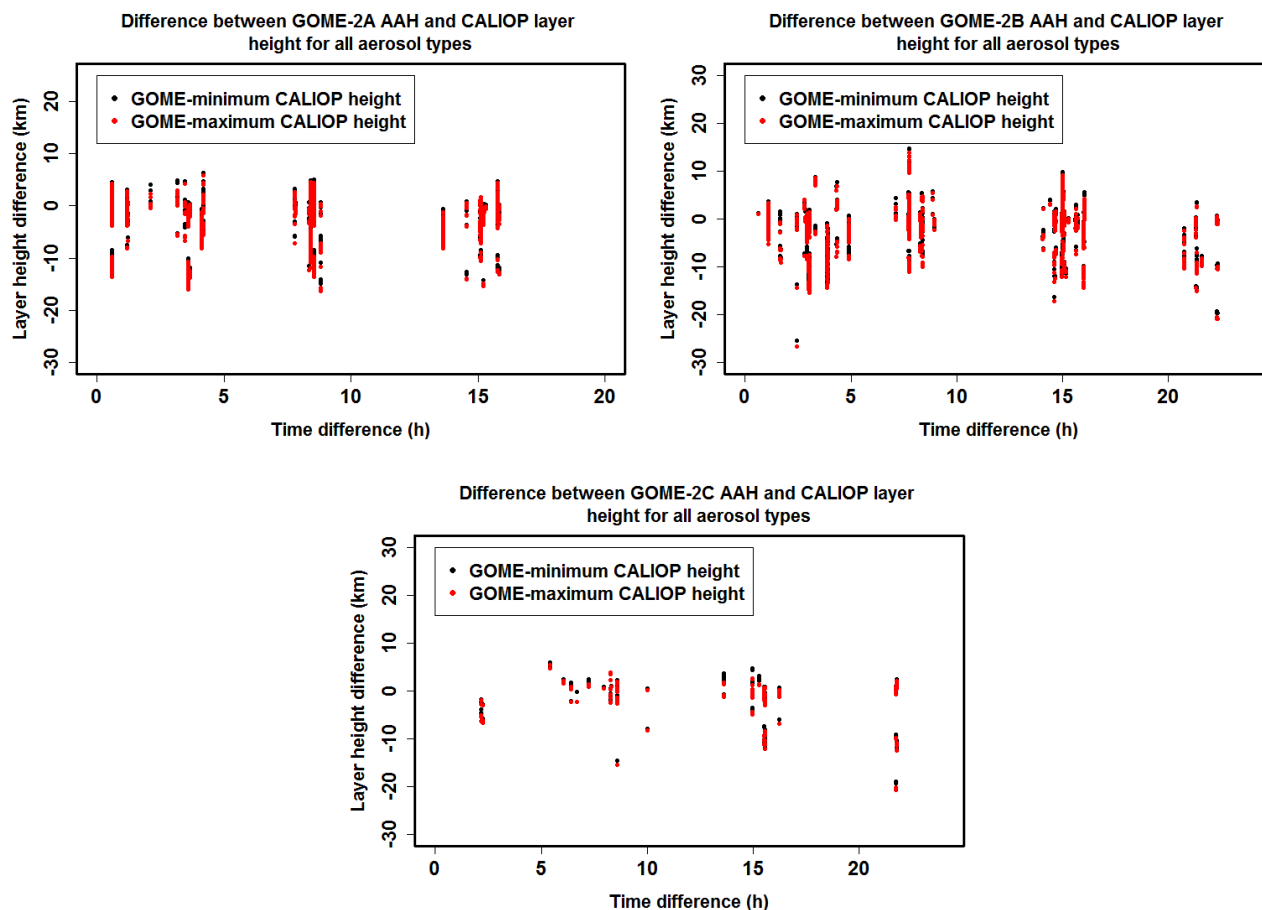 Difference between GOME-2A AAH and CALIOP layer
height for all aerosol types
GOME-minimum CALIOP height
GOME-maximum CALIOP height
Layer height difference (km)
20
10
0
-10
-20
-30
0 5 10 15 20
Time difference (h)
Difference between GOME-2B AAH and CALIOP layer
height for all aerosol types
GOME-minimum CALIOP height
GOME-maximum CALIOP height
Layer height difference (km)
30
20
10
0
-10
-20
-30
0 5 10 15 20
Time difference (h)
Difference between GOME-2C AAH and CALIOP layer
height for all aerosol types
GOME-minimum CALIOP height
GOME-maximum CALIOP height
Layer height difference (km)
30
20
10
0
-10
-20
-30
0 5 10 15 20
Time difference (h)